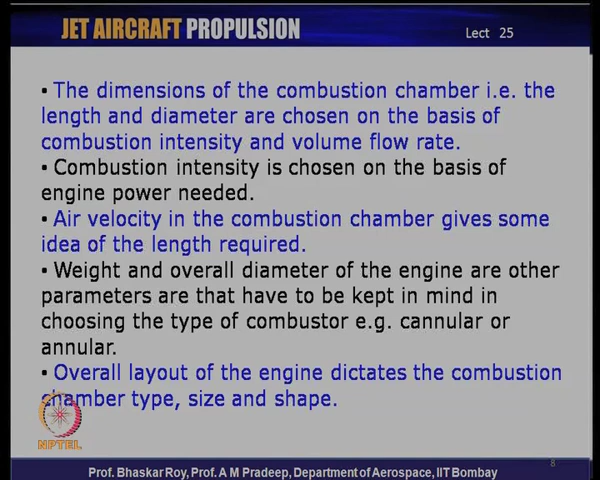 JET AIRCRAFT PROPULSION
Lect 25
• The dimensions of the combustion chamber i.e. the
length and diameter are chosen on the basis of
combustion intensity and volume flow rate.
• Combustion intensity is chosen on the basis of
engine power needed.
• Air velocity in the combustion chamber gives some
idea of the length required.
• Weight and overall diameter of the engine are other
parameters are that have to be kept in mind in
choosing the type of combustor e.g. cannular or
annular.
• Overall layout of the engine dictates the combustion
chamber type, size and shape.
NPTEL
8
Prof. Bhaskar Roy, Prof. A M Pradeep, Department of Aerospace, IIT Bombay